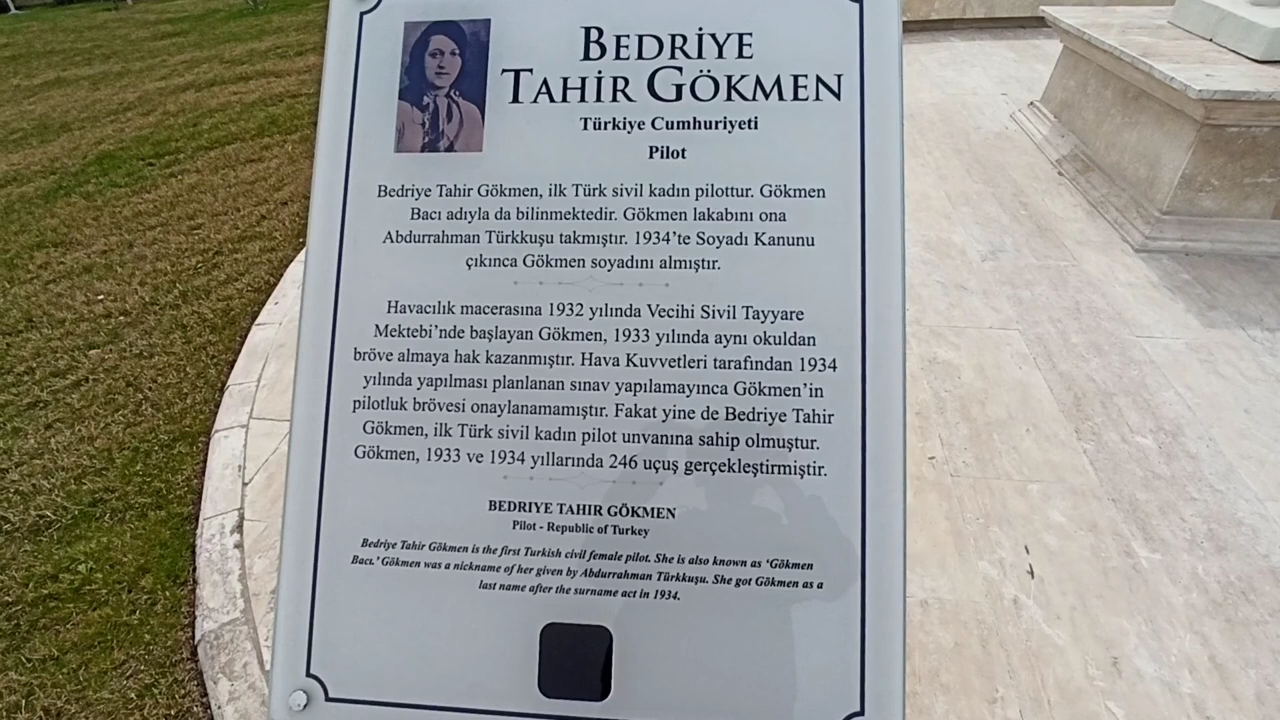 BEDRİYE
TAHİR GÖKMEN
Türkiye Cumhuriyeti
Pilot
Bedriye Tahir Gökmen, ilk Türk sivil kadın pilottur. Gökmen
Bacı adıyla da bilinmektedir. Gökmen lakabını ona
Abdurrahman Türkkuşu takmıştır. 1934'te Soyadı Kanunu
çıkınca Gökmen soyadını almıştır.
Havacılık macerasına 1932 yılında Vecihi Sivil Tayyare
Mektebi'nde başlayan Gökmen, 1933 yılında aynı okuldan
bröve almaya hak kazanmıştır. Hava Kuvvetleri tarafından 1934
yılında yapılması planlanan sınav yapılamayınca Gökmen'in
pilotluk brövesi onaylanamamıştır. Fakat yine de Bedriye Tahir
Gökmen, ilk Türk sivil kadın pilot unvanına sahip olmuştur.
Gökmen, 1933 ve 1934 yıllarında 246 uçuş gerçekleştirmiştir.
BEDRIYE TAHIR GÖKMEN
Pilot - Republic of Turkey
Bedriye Tahir Gökmen is the first Turkish civil female pilot. She is also known as 'Gökmen
Bacı.' Gökmen was a nickname of her given by Abdurrahman Türkkuşu. She got Gökmen as a
last name after the surname act in 1934.